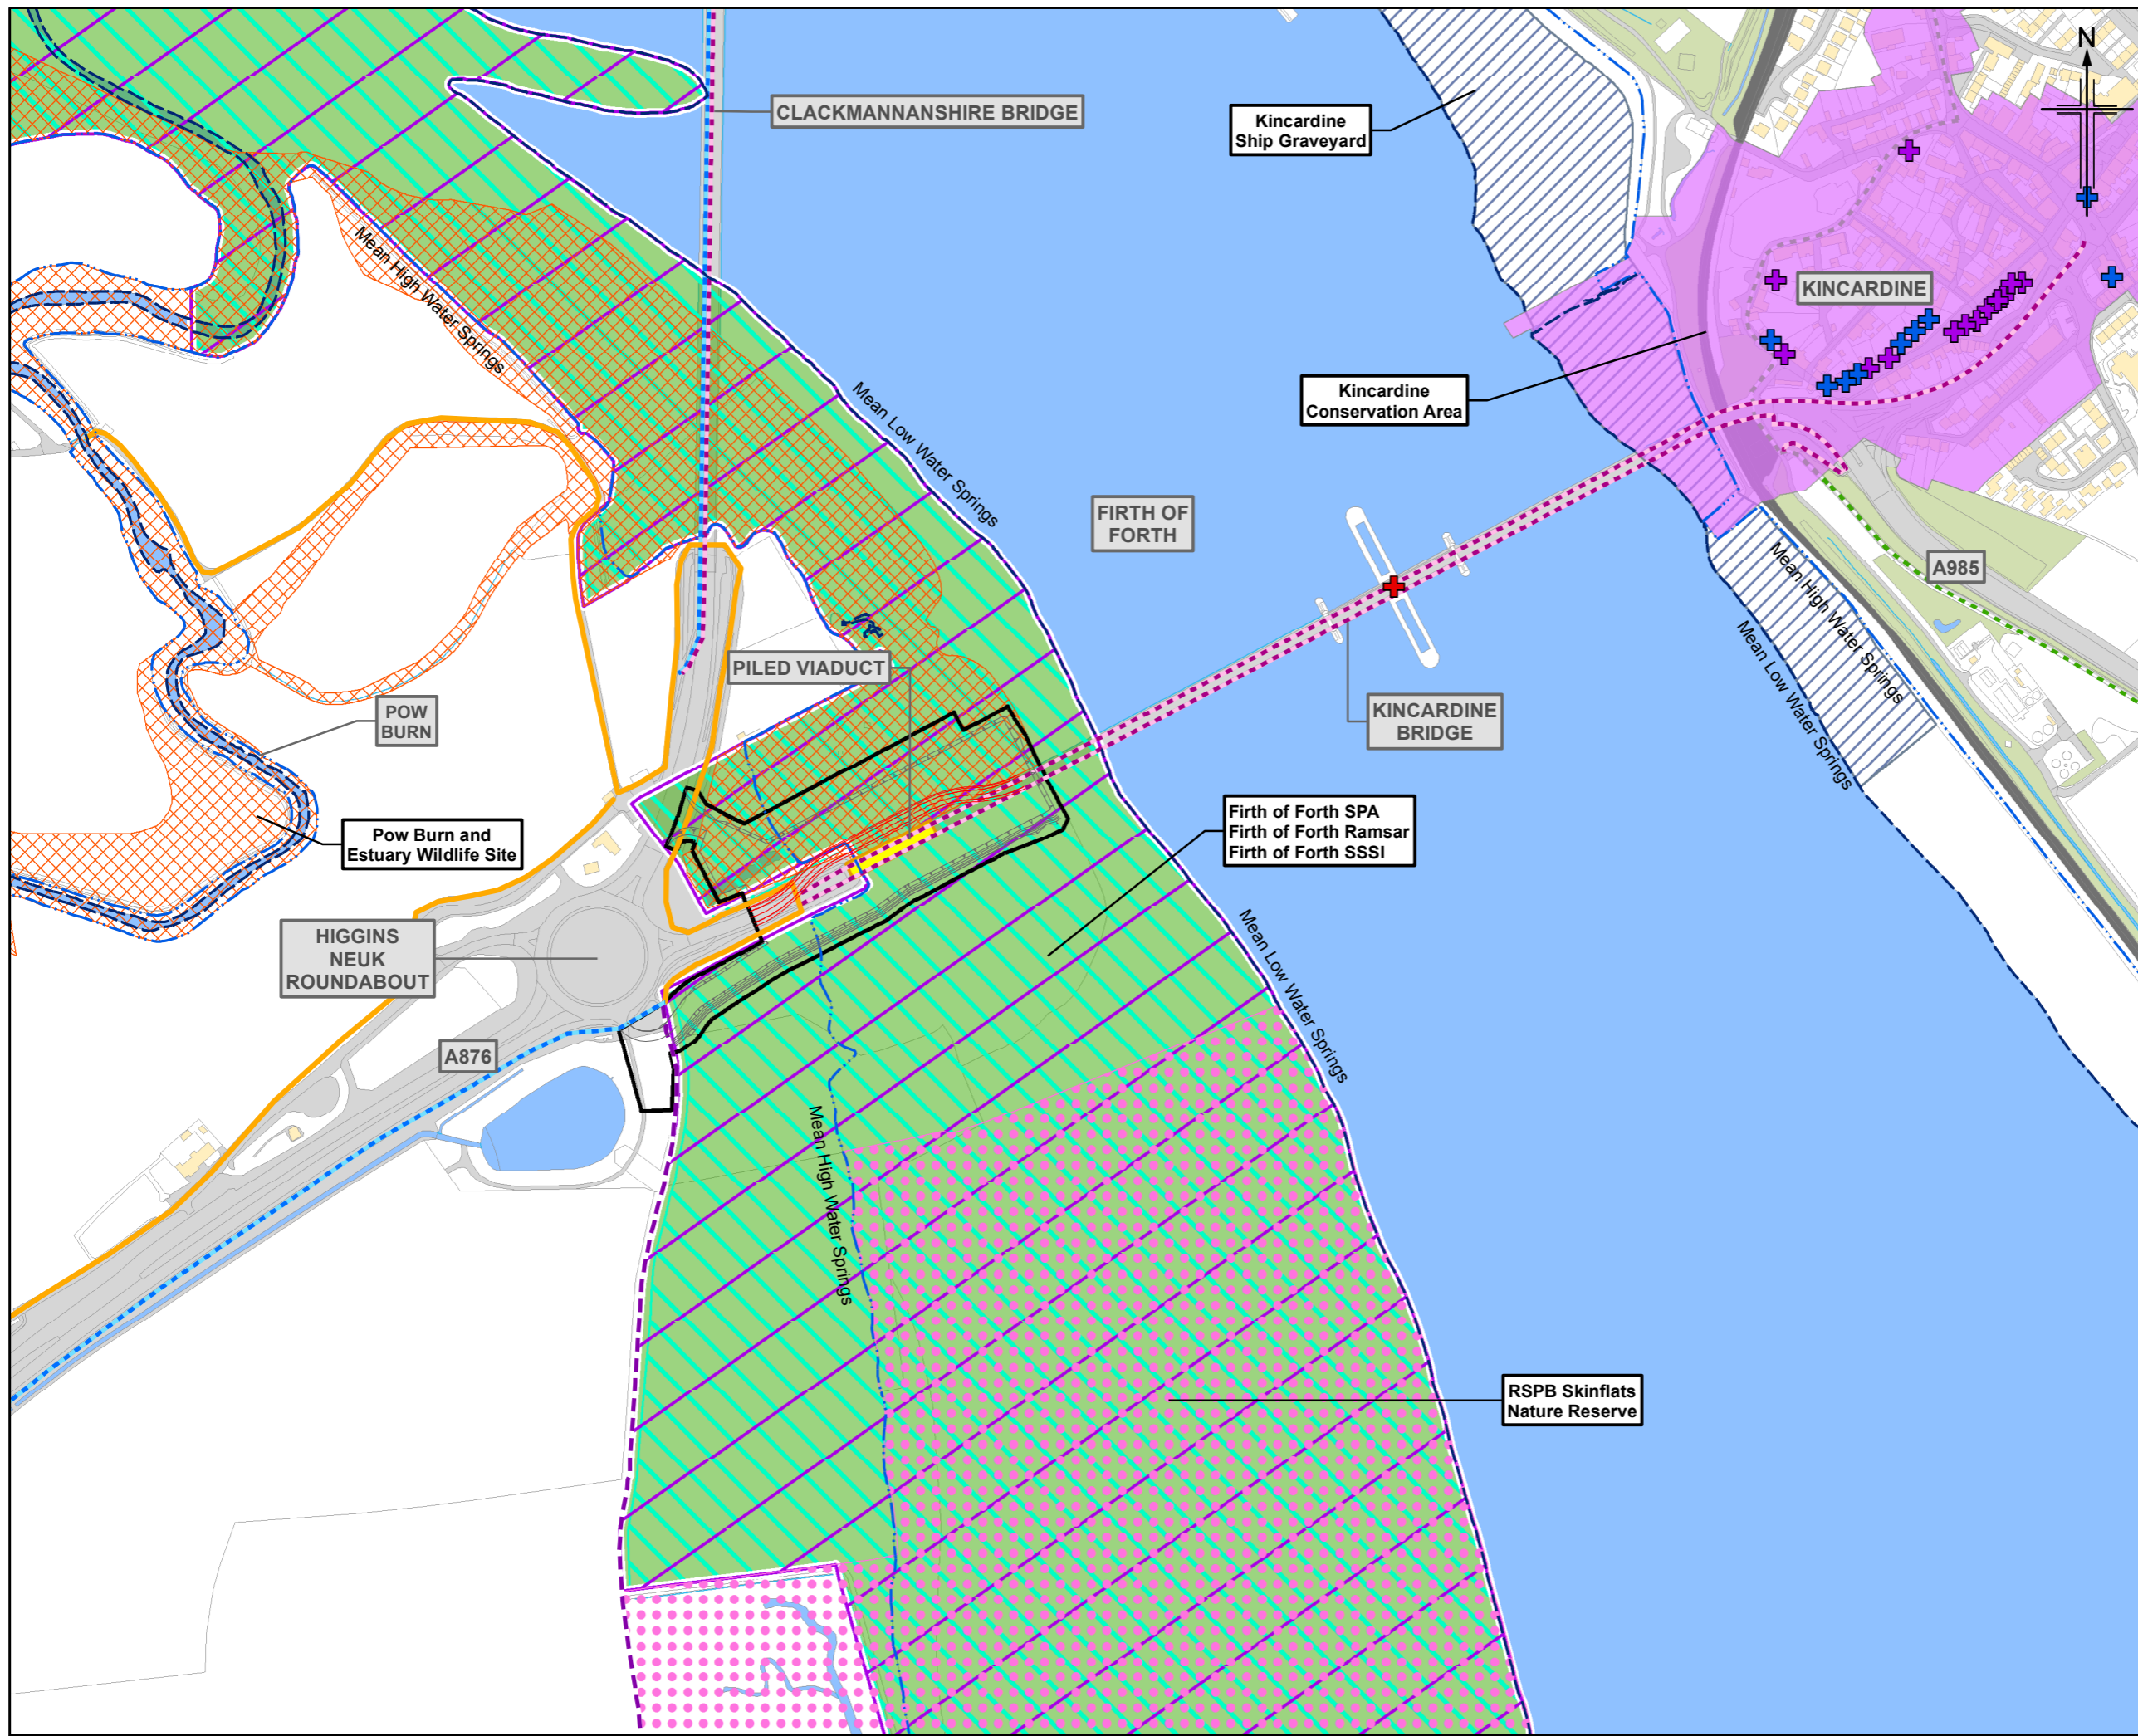 N
CLACKMANNANSHIRE BRIDGE
Kincardine
Ship Graveyard
KINCARDINE
Mean High Water Springs
Kincardine
Conservation Area
Mean Low Water Springs
FIRTH OF
FORTH
A985
Mean High Water Springs
Mean Low Water Springs
PILED VIADUCT
POW
BURN
KINCARDINE
BRIDGE
Pow Burn and
Estuary Wildlife Site
Firth of Forth SPA
Firth of Forth Ramsar
Firth of Forth SSSI
HIGGINS
NEUK
ROUNDABOUT
Mean Low Water Springs
A876
Mean High Water Springs
RSPB Skinflats
Nature Reserve